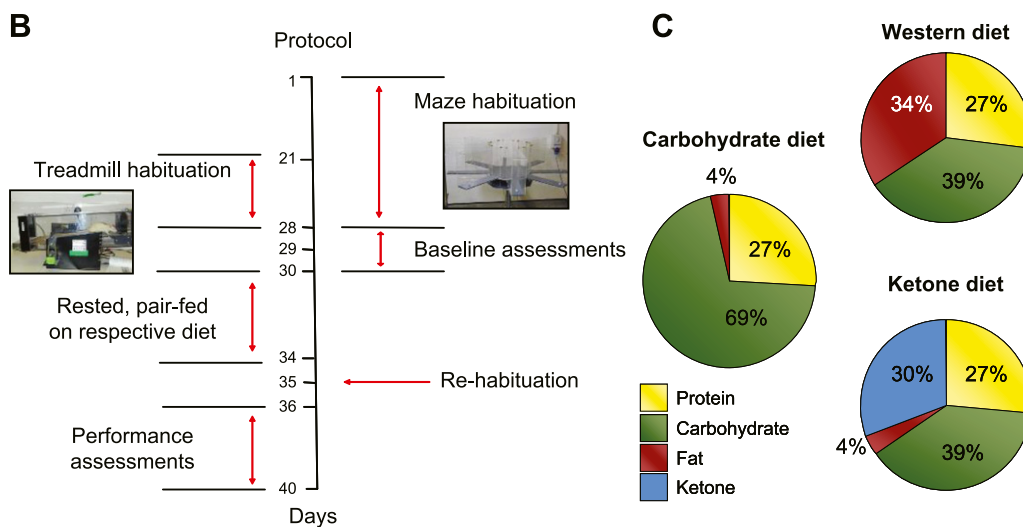 B
Protocol
1
Maze habituation
Treadmill habituation
21
28
29
Baseline assessments
30
Rested, pair-fed
on respective diet
34
35
Re-habituation
36
Performance
assessments
40
Days
C
Western diet
34%
27%
39%
Carbohydrate diet
4%
27%
69%
Ketone diet
30%
27%
4%
39%
Protein
Carbohydrate
Fat
Ketone